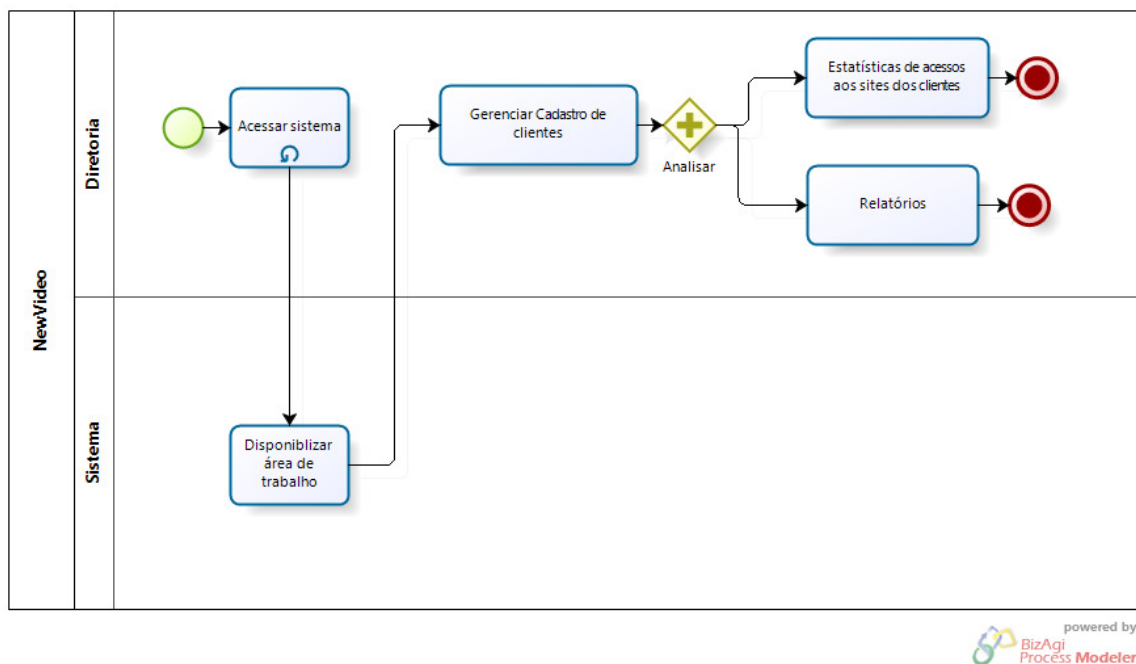 NewVideo
Diretoria
Acessar sistema
Gerenciar Cadastro de
clientes
Analisar
Estatísticas de acessos
aos sites dos clientes
Relatórios
Sistema
Disponiblizar
área de
trabalho
powered by
BizAgi
Process Modeler